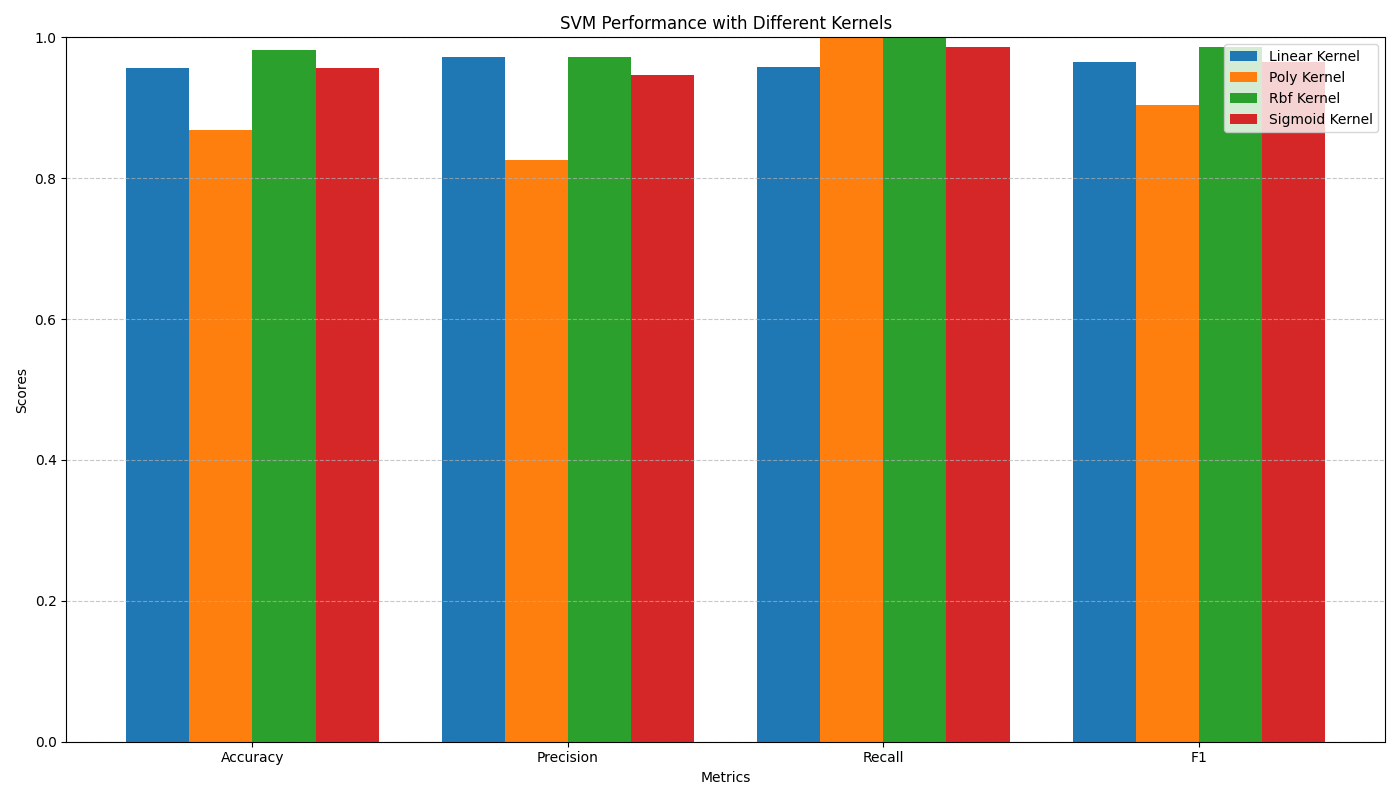 SVM Performance with Different Kernels
1.0
0.8
0.6
0.4
0.2
0.0
Scores
Linear Kernel
Poly Kernel
Rbf Kernel
Sigmoid Kernel
Accuracy
Precision
Recall
F1
Metrics